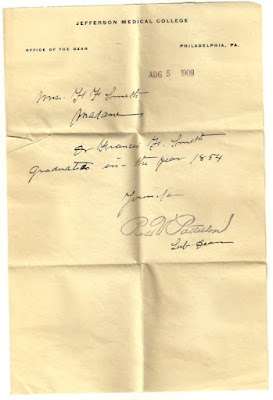 JEFFERSON MEDICAL COLLEGE
OFFICE OF THE DEAN PHILADELPHIA, PA.
AUG 5 1909
Mrs. H H Smith
Madame
Dr Francis H. Smith
graduated in the year 1854
Yours &c
Ross V Patterson
Sub-Dean